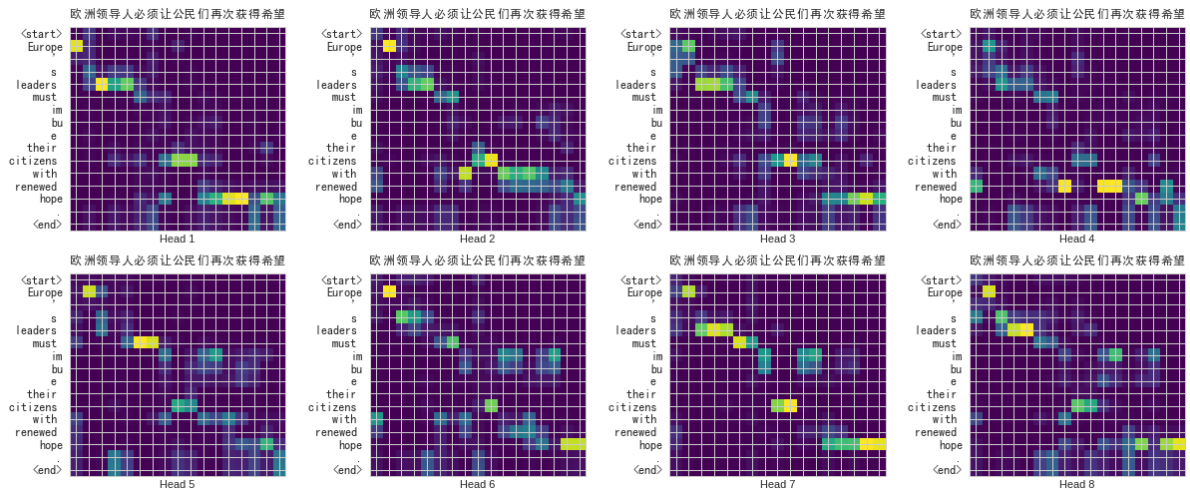 欧洲领导人必须让公民们再次获得希望
<start>
Europe
'
s
leaders
must
im
bu
e
their
citizens
with
renewed
hope
.
<end>
Head 1
欧洲领导人必须让公民们再次获得希望
<start>
Europe
'
s
leaders
must
im
bu
e
their
citizens
with
renewed
hope
.
<end>
Head 2
欧洲领导人必须让公民们再次获得希望
<start>
Europe
'
s
leaders
must
im
bu
e
their
citizens
with
renewed
hope
.
<end>
Head 3
欧洲领导人必须让公民们再次获得希望
<start>
Europe
'
s
leaders
must
im
bu
e
their
citizens
with
renewed
hope
.
<end>
Head 4
欧洲领导人必须让公民们再次获得希望
<start>
Europe
'
s
leaders
must
im
bu
e
their
citizens
with
renewed
hope
.
<end>
Head 5
欧洲领导人必须让公民们再次获得希望
<start>
Europe
'
s
leaders
must
im
bu
e
their
citizens
with
renewed
hope
.
<end>
Head 6
欧洲领导人必须让公民们再次获得希望
<start>
Europe
'
s
leaders
must
im
bu
e
their
citizens
with
renewed
hope
.
<end>
Head 7
欧洲领导人必须让公民们再次获得希望
<start>
Europe
'
s
leaders
must
im
bu
e
their
citizens
with
renewed
hope
.
<end>
Head 8